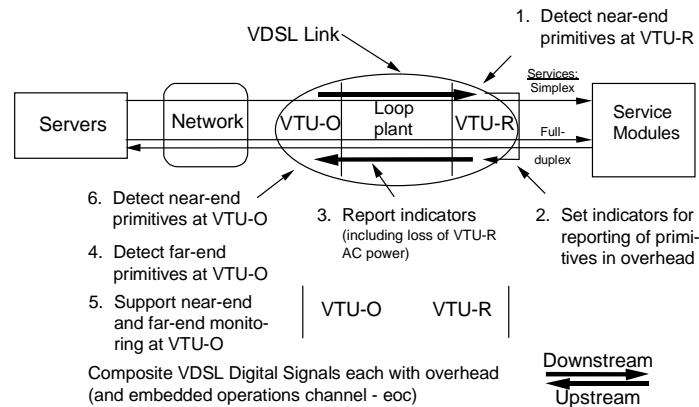 VDSL Link
1. Detect near-end
primitives at VTU-R
Services:
Simplex
Servers
Network
VTU-O
Loop
plant
VTU-R
Full-
duplex
Service
Modules
6. Detect near-end
primitives at VTU-O
4. Detect far-end
primitives at VTU-O
5. Support near-end
and far-end monito-
ring at VTU-O
3. Report indicators
(including loss of VTU-R
AC power)
2. Set indicators for
reporting of primi-
tives in overhead
VTU-O
VTU-R
Composite VDSL Digital Signals each with overhead
(and embedded operations channel - eoc)
Downstream
Upstream